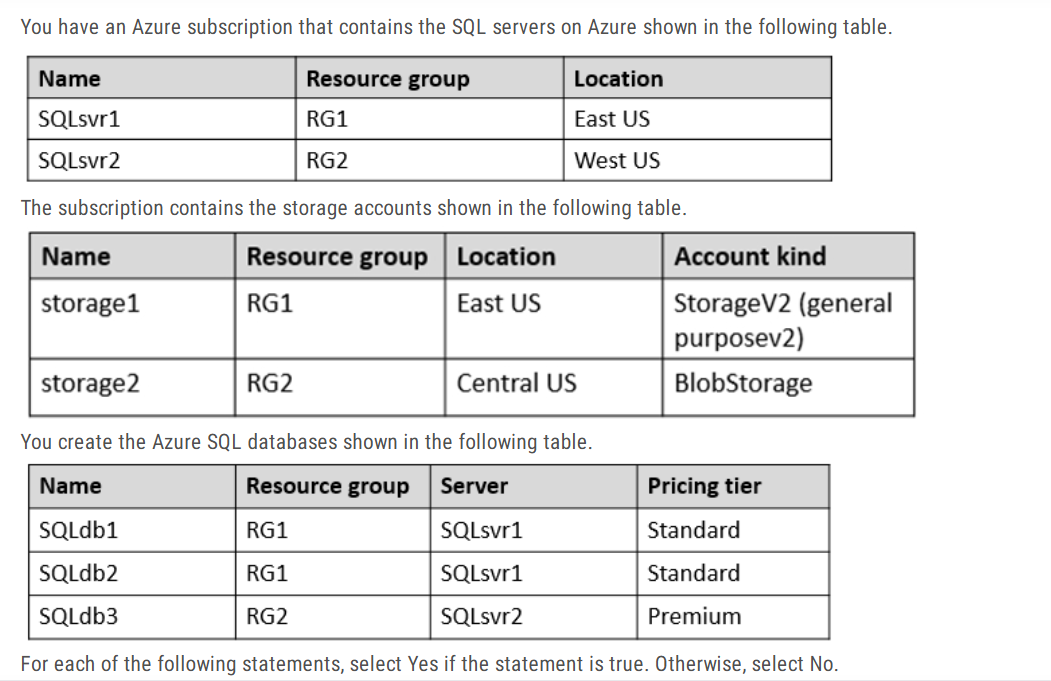 You have an Azure subscription that contains the SQL servers on Azure shown in the following table.
Name Resource group Location
SQLsvr1 RG1 East US
SQLsvr2 RG2 West US
The subscription contains the storage accounts shown in the following table.
Name Resource group Location Account kind
storage1 RG1 East US StorageV2 (general
purposev2)
storage2 RG2 Central US BlobStorage
You create the Azure SQL databases shown in the following table.
Name Resource group Server Pricing tier
SQLdb1 RG1 SQLsvr1 Standard
SQLdb2 RG1 SQLsvr1 Standard
SQLdb3 RG2 SQLsvr2 Premium
For each of the following statements, select Yes if the statement is true. Otherwise, select No.